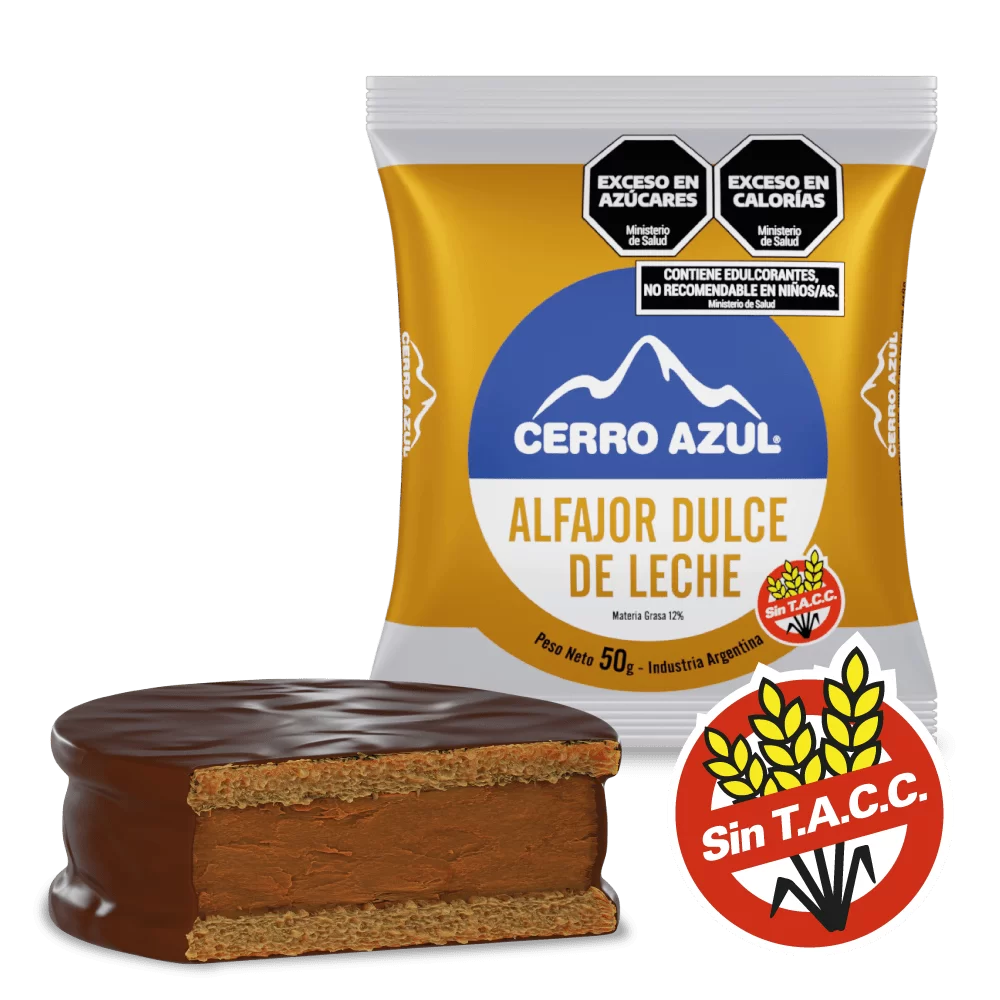 EXCESO EN
AZÚCARES
Ministerio
de Salud
EXCESO EN
CALORÍAS
Ministerio
de Salud
CONTIENE EDULCORANTES,
NO RECOMENDABLE EN NIÑOS/AS.
Ministerio de Salud
CERRO AZUL
CERRO AZUL®
CERRO AZUL
ALFAJOR DULCE
DE LECHE
Materia Grasa 12%
Sin T.A.C.C.
Peso Neto 50g - Industria Argentina
Sin T.A.C.C.